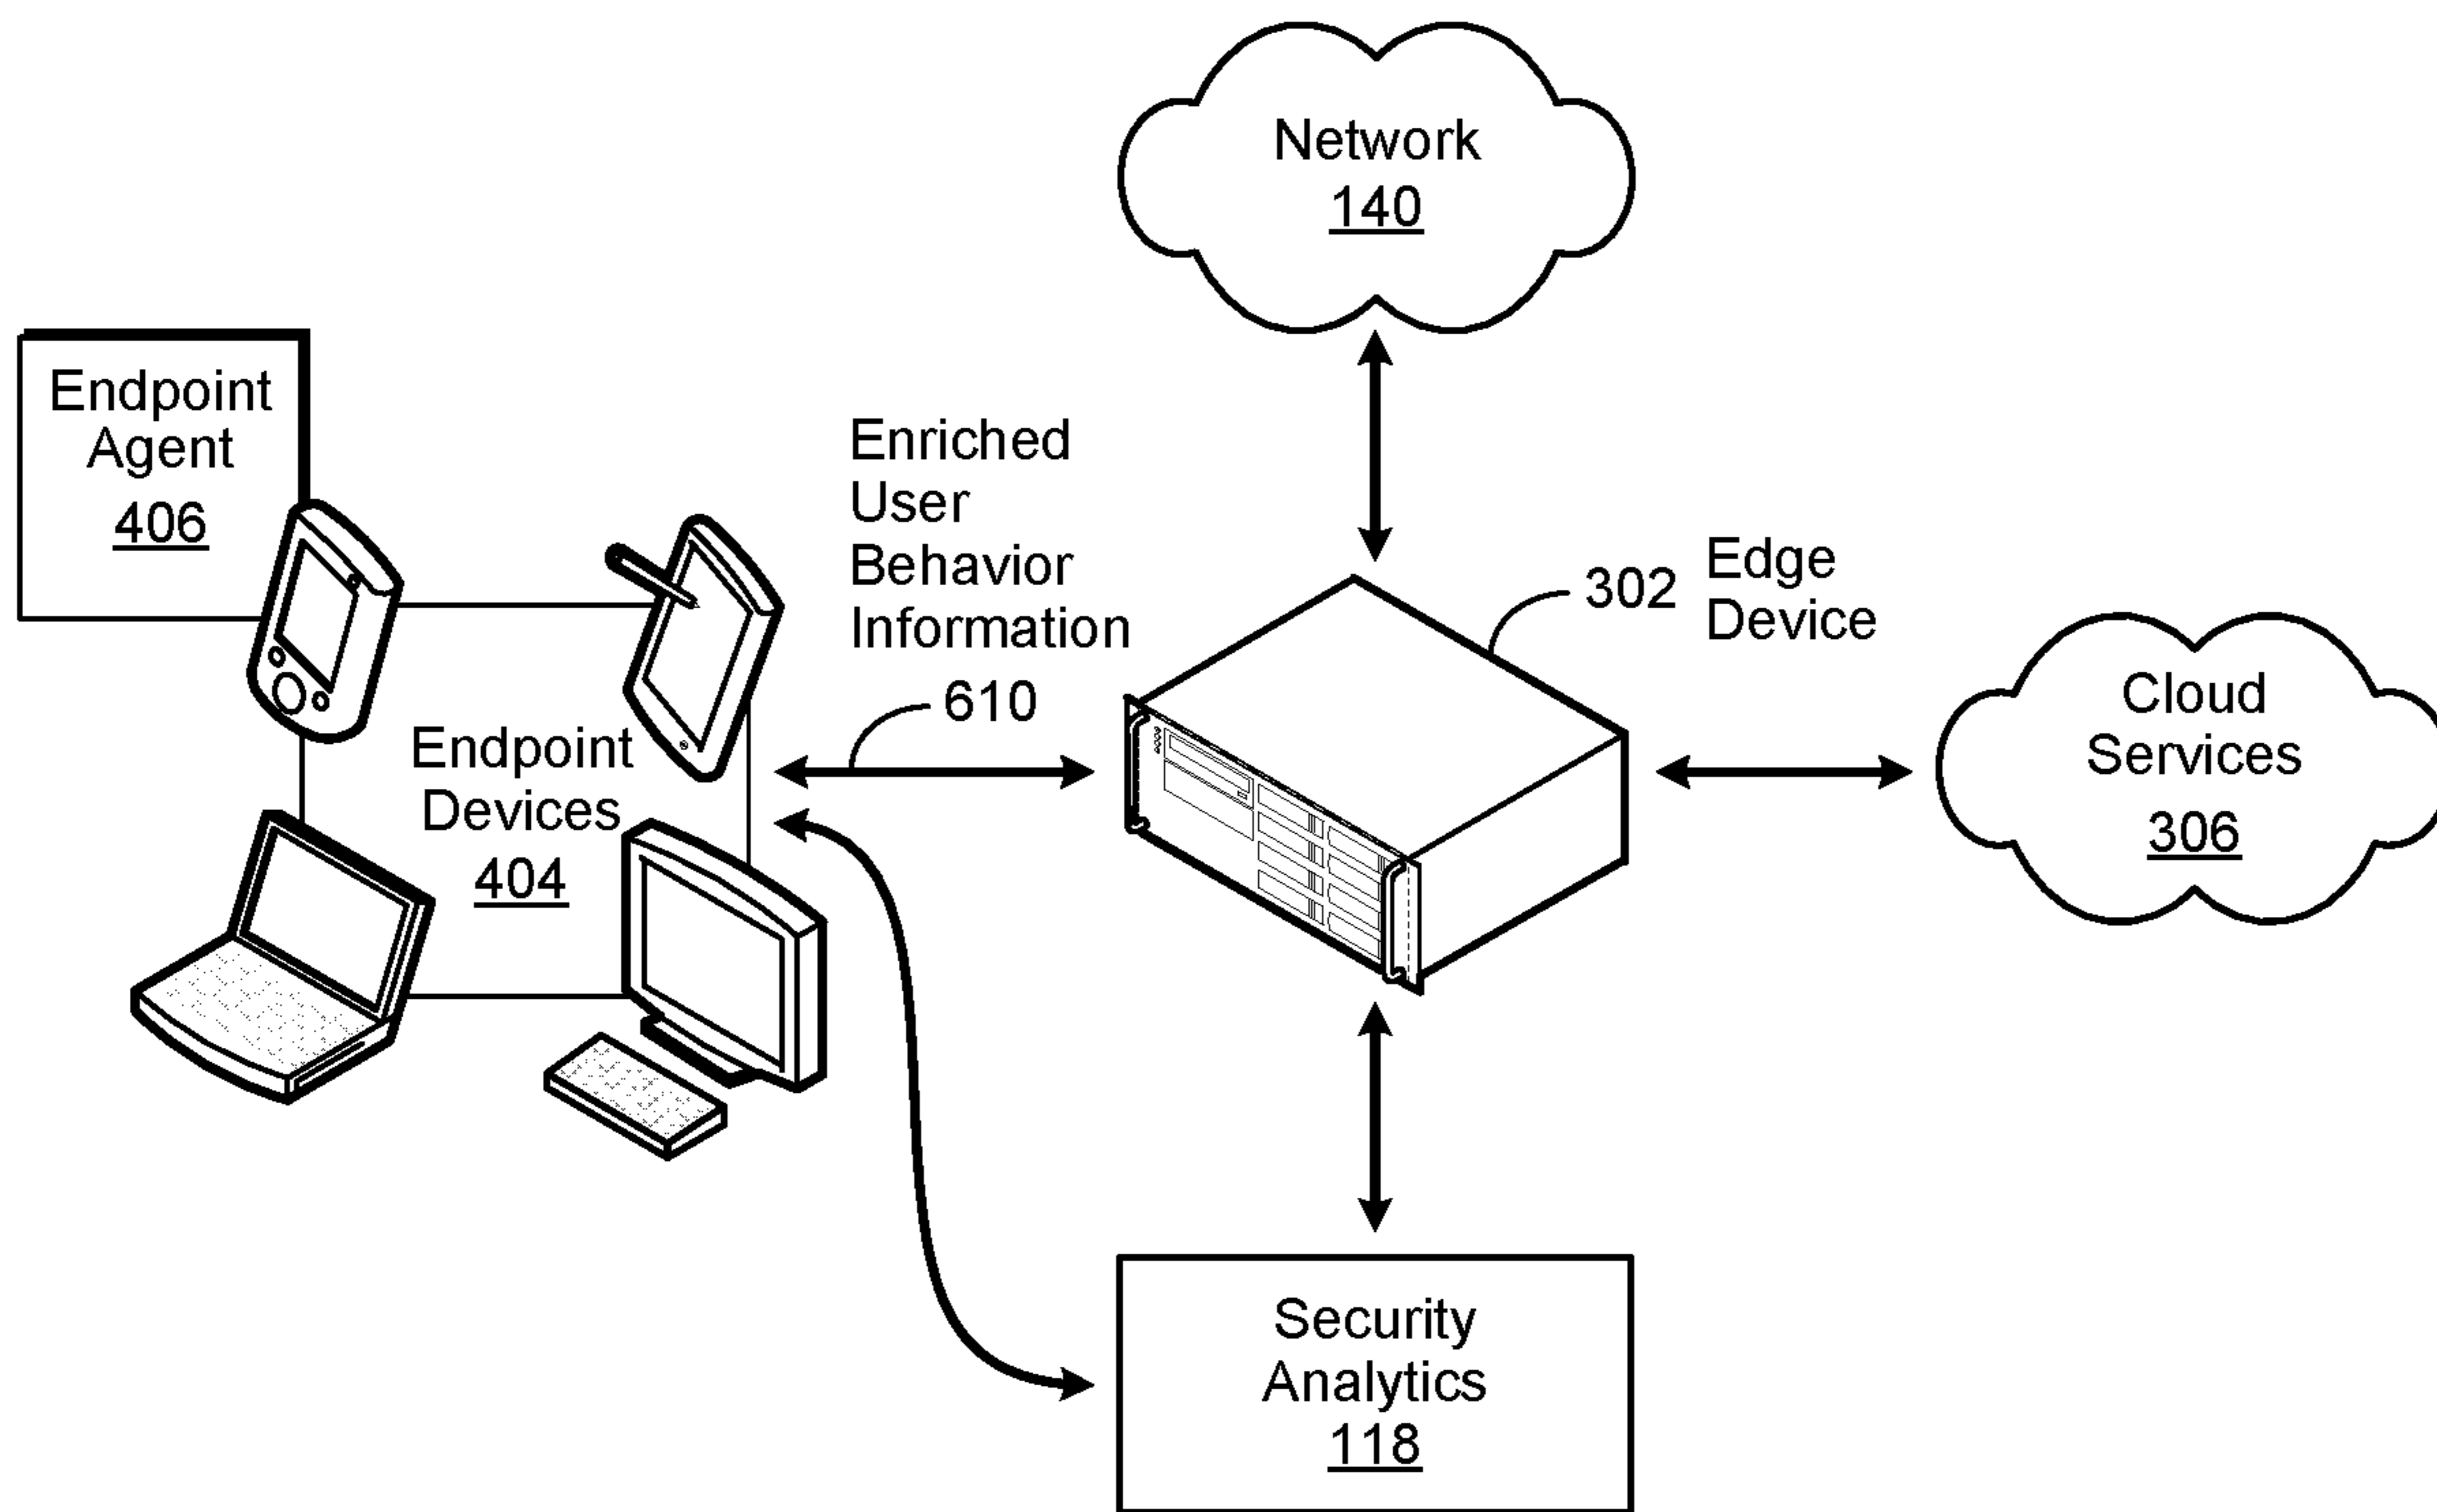 Network
140
Endpoint
Agent
406
Enriched
User
Behavior
Information
610
302
Edge
Device
Cloud
Services
306
Endpoint
Devices
404
Security
Analytics
118